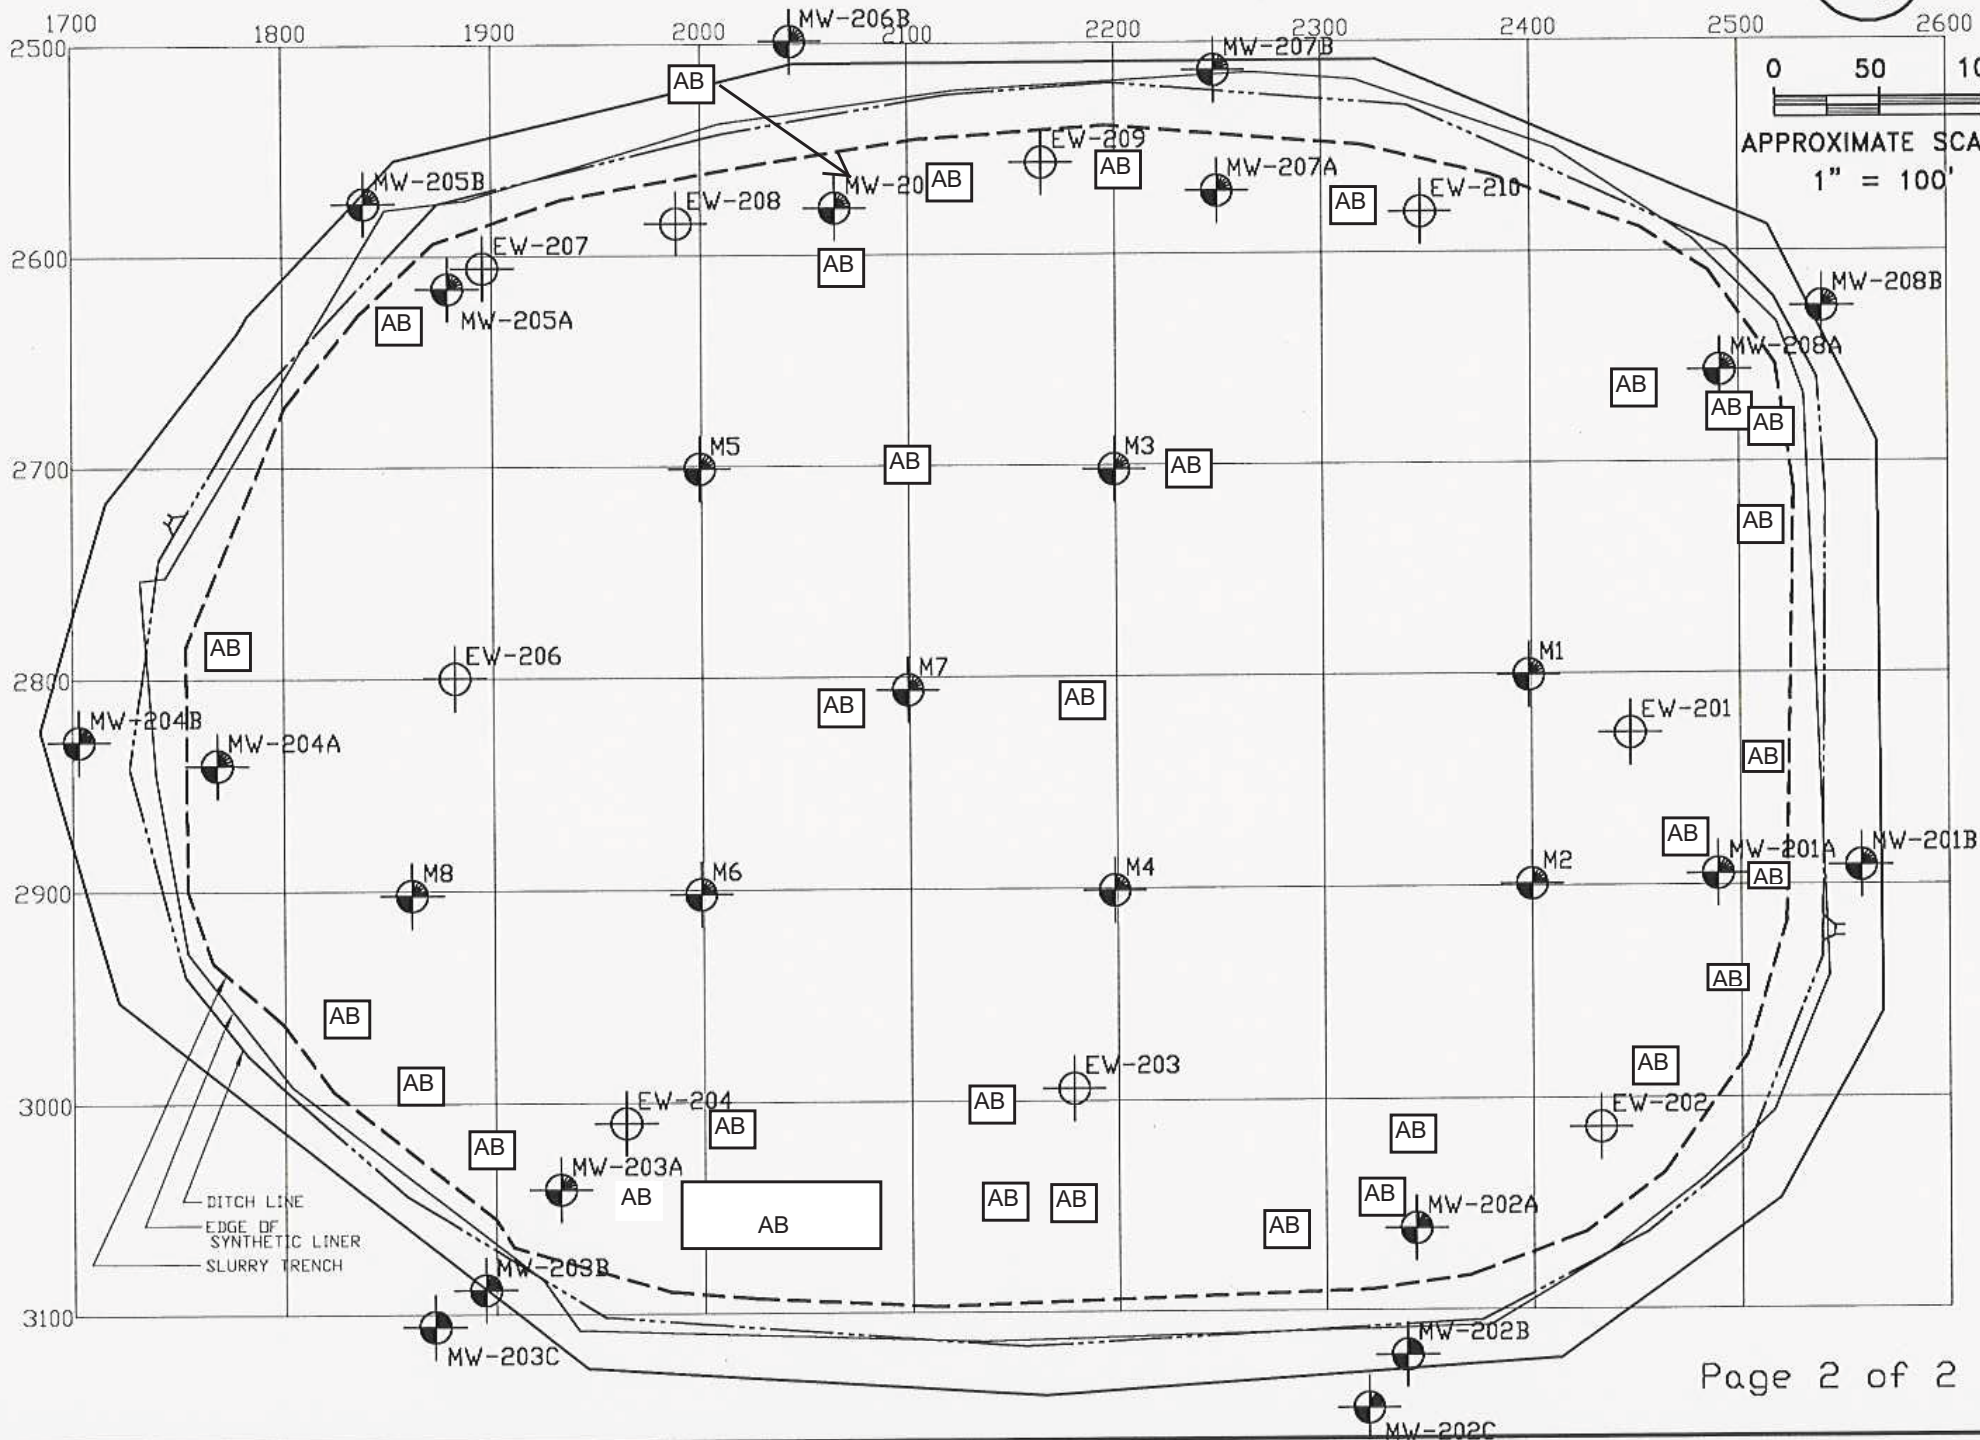 1700 1800 1900 2000 2100 2200 2300 2400 2500 2600
2500
MW-206B
MW-207B
AB
0 50
APPROXIMATE SCA
1" = 100'
EW-209
AB
AB
MW-205B
MW-20
MW-207A
EW-210
AB
EW-208
EW-207
2600
AB
MW-208B
MW-205A
AB
MW-208A
AB
AB
AB
M5
M3
2700
AB
AB
AB
AB
EW-206
M7
M1
2800
AB
AB
EW-201
MW-204B
MW-204A
AB
AB
MW-201A
MW-201B
M8
M6
M4
M2
2900
AB
AB
AB
AB
EW-203
AB
3000
EW-204
AB
EW-202
AB
AB
AB
MW-203A
AB
AB
AB
AB
AB
MW-202A
AB
DITCH LINE
EDGE OF
SYNTHETIC LINER
SLURRY TRENCH
MW-203B
3100
MW-203C
MW-202B
Page 2 of 2
MW-202C